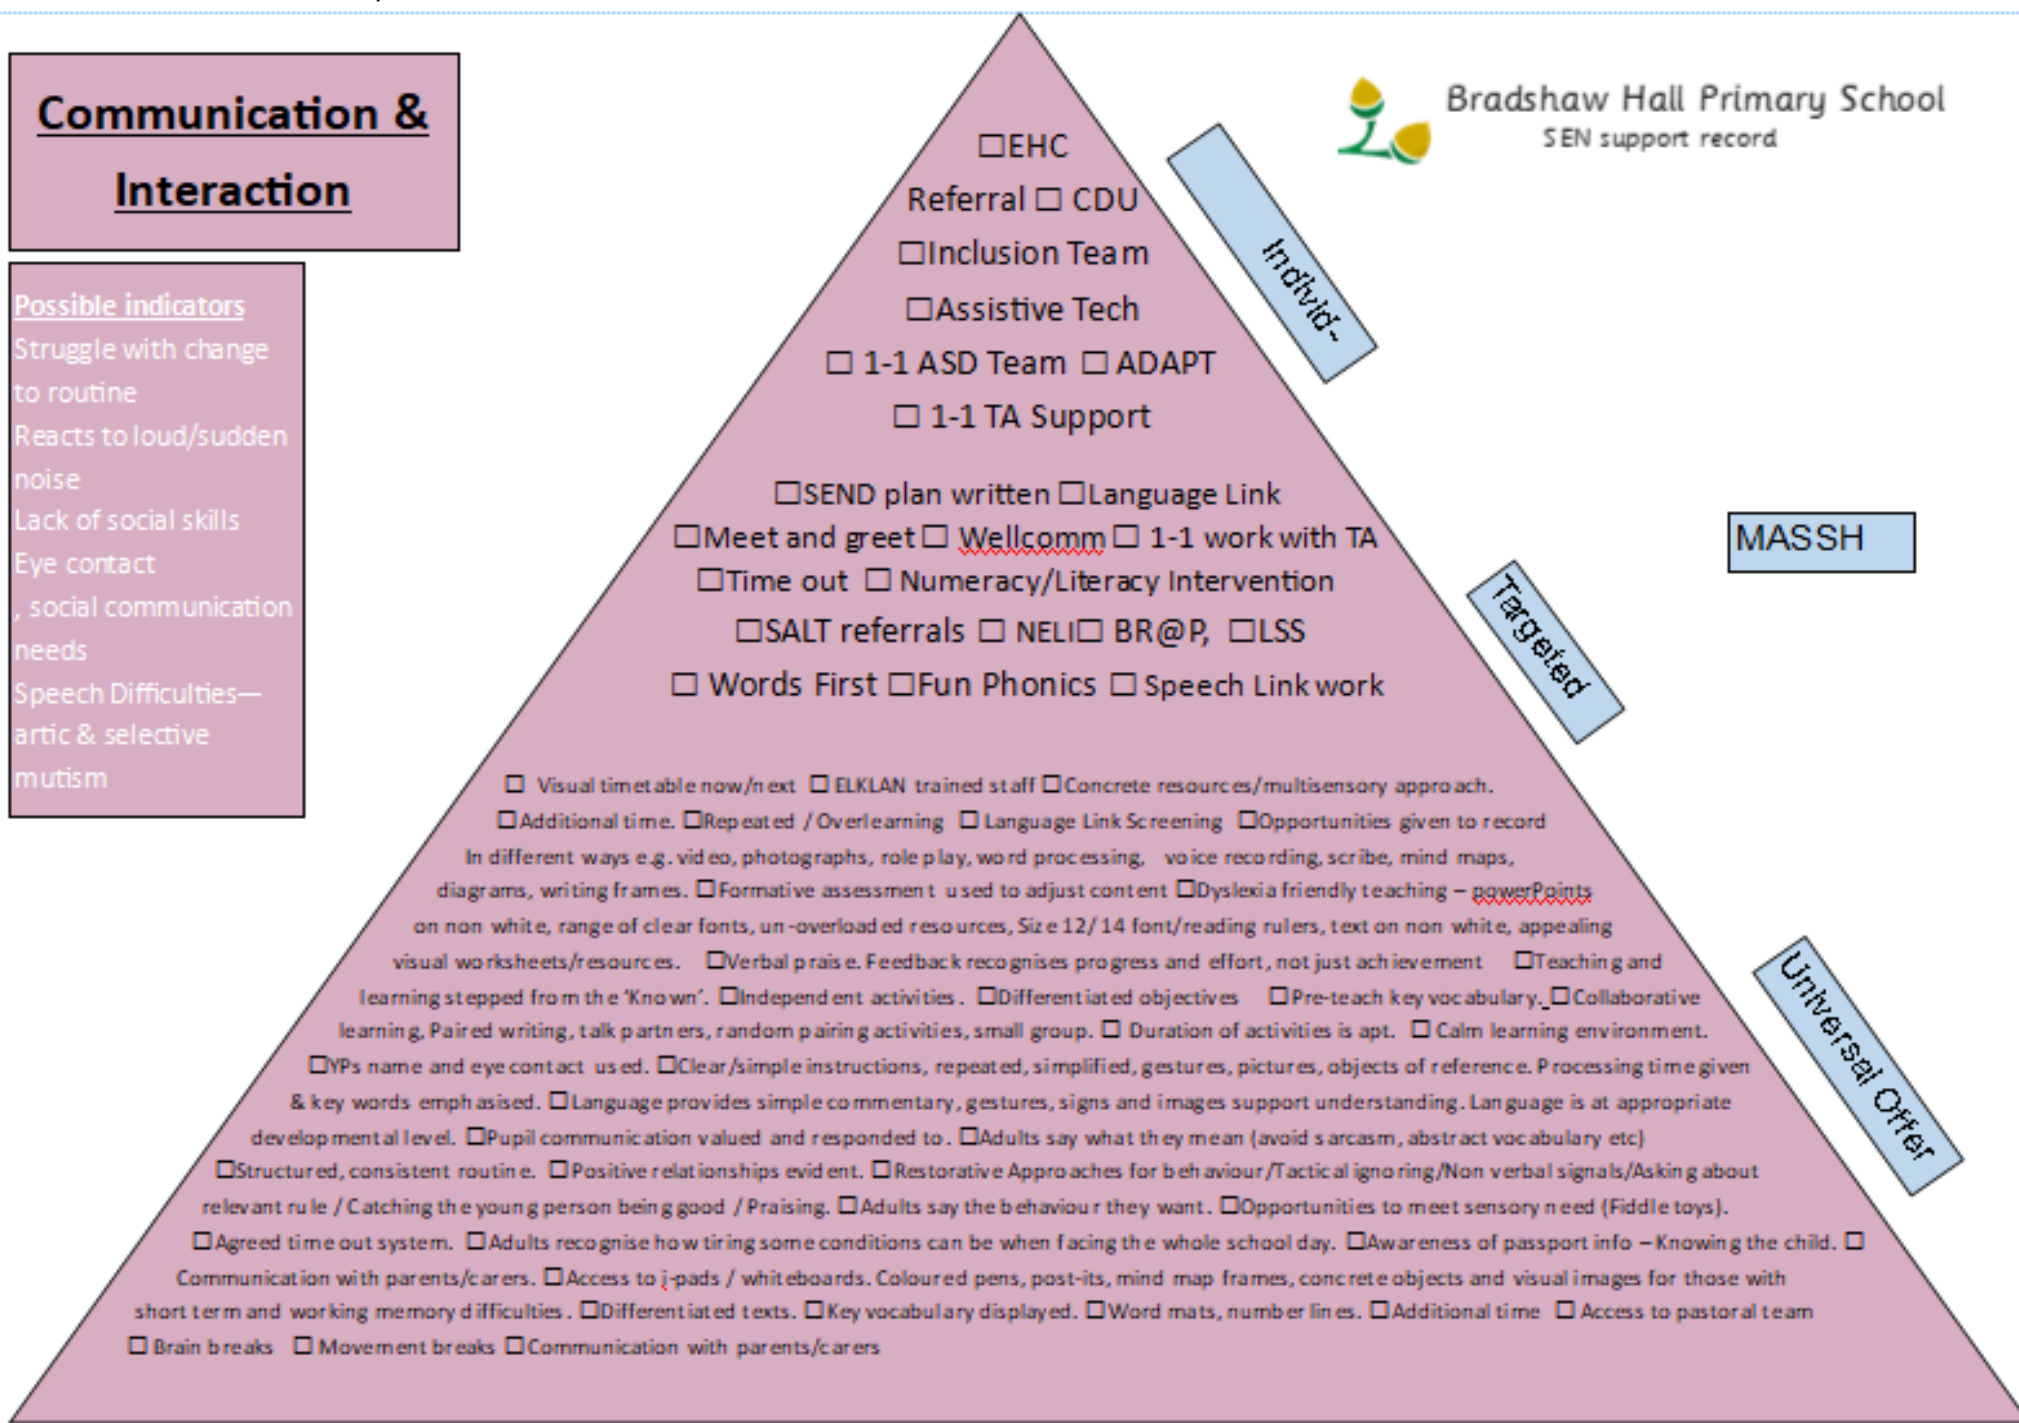 Communication &
Interaction
Bradshaw Hall Primary School
SEN support record
Possible indicators
Struggle with change
to routine
Reacts to loud/sudden
noise
Lack of social skills
Eye contact
, social communication
needs
Speech Difficulties—
artic & selective
mutism
☐EHC
Referral ☐ CDU
☐Inclusion Team
☐Assistive Tech
☐ 1-1 ASD Team ☐ ADAPT
☐ 1-1 TA Support
Individ-
☐SEND plan written ☐Language Link
☐Meet and greet☐ Wellcomm ☐ 1-1 work with TA
☐Time out ☐ Numeracy/Literacy Intervention
☐SALT referrals ☐ NELI☐ BR@P, ☐LSS
☐ Words First ☐Fun Phonics ☐ Speech Link work
Targeted
MASSH
☐ Visual timetable now/next ☐ ELKLAN trained staff ☐Concrete resources/multisensory approach.
☐Additional time. ☐Repeated / Overlearning ☐ Language Link Screening ☐Opportunities given to record
In different ways e.g. video, photographs, role play, word processing, voice recording, scribe, mind maps,
diagrams, writing frames. ☐Formative assessment used to adjust content ☐Dyslexia friendly teaching – powerPoints
on non white, range of clear fonts, un-overloaded resources, Size 12/ 14 font/reading rulers, text on non white, appealing
visual worksheets/resources. ☐Verbal praise. Feedback recognises progress and effort, not just achievement ☐Teaching and
learning stepped from the 'Known'. ☐Independent activities. ☐Differentiated objectives ☐Pre-teach key vocabulary. ☐Collaborative
learning, Paired writing, talk partners, random pairing activities, small group. ☐ Duration of activities is apt. ☐ Calm learning environment.
☐YPs name and eye contact used. ☐Clear/simple instructions, repeated, simplified, gestures, pictures, objects of reference. Processing time given
& key words emphasised. ☐Language provides simple commentary, gestures, signs and images support understanding. Language is at appropriate
developmental level. ☐Pupil communication valued and responded to. ☐Adults say what they mean (avoid sarcasm, abstract vocabulary etc)
☐Structured, consistent routine. ☐Positive relationships evident. ☐Restorative Approaches for behaviour/Tactical ignoring/Non verbal signals/Asking about
relevant rule / Catching the young person being good / Praising. ☐Adults say the behaviour they want. ☐Opportunities to meet sensory need (Fiddle toys).
☐Agreed time out system. ☐Adults recognise how tiring some conditions can be when facing the whole school day. ☐Awareness of passport info – Knowing the child. ☐
Communication with parents/carers. ☐Access to i-pads / whiteboards. Coloured pens, post-its, mind map frames, concrete objects and visual images for those with
short term and working memory difficulties. ☐Differentiated texts. ☐Key vocabulary displayed. ☐Word mats, number lines. ☐Additional time ☐ Access to pastoral team
☐ Brain breaks ☐ Movement breaks ☐Communication with parents/carers
Universal Offer